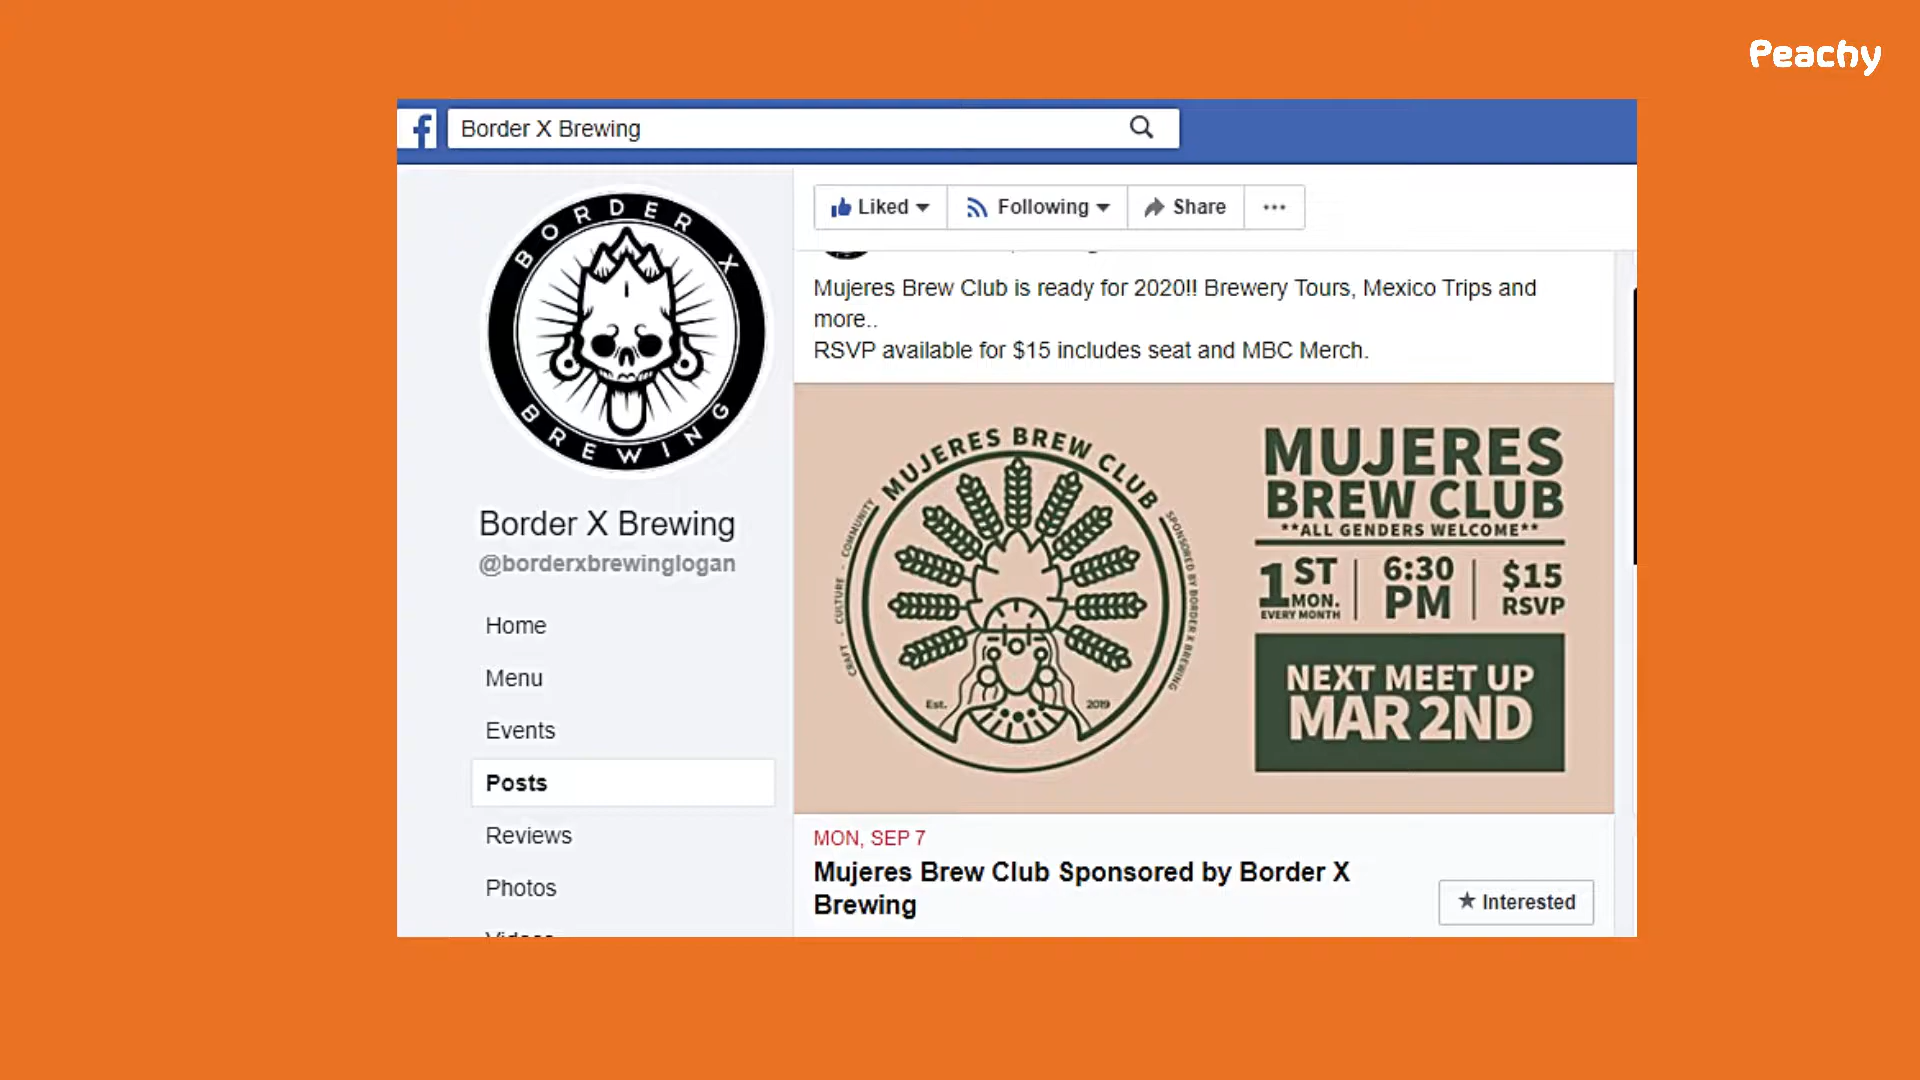 Peachy
Border X Brewing
BORDER X
BREWING
Border X Brewing
@borderxbrewinglogan
Home
Menu
Events
Posts
Reviews
Photos
Videos
Liked
Following
Share
Mujeres Brew Club is ready for 2020!! Brewery Tours, Mexico Trips and
more..
RSVP available for $15 includes seat and MBC Merch.
MUJERES BREW CLUB
CRAFT - CULTURE - COMMUNITY
SPONSORED BY BORDER X BREWING
Est. 2019
MUJERES
BREW CLUB
**ALL GENDERS WELCOME**
1ST MON. EVERY MONTH
6:30 PM
$15 RSVP
NEXT MEET UP
MAR 2ND
MON, SEP 7
Mujeres Brew Club Sponsored by Border X
Brewing
Interested